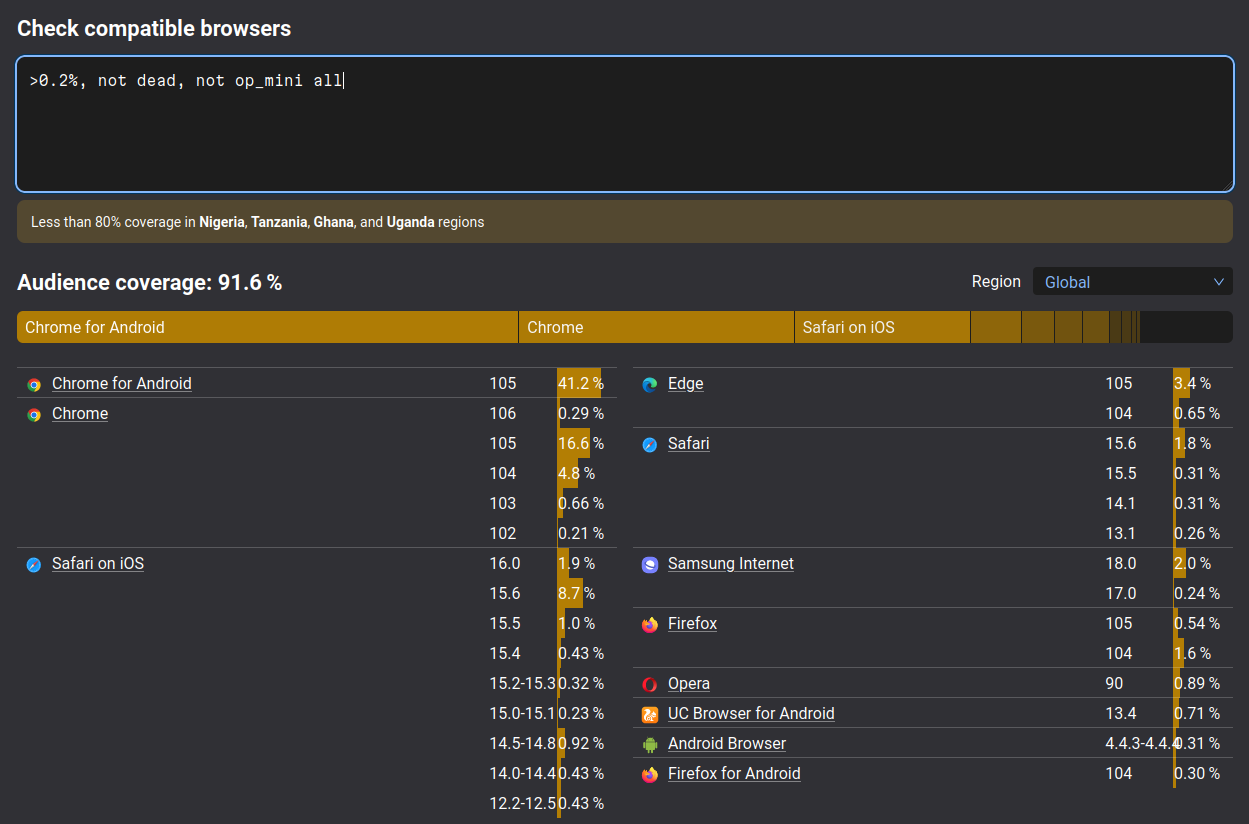 Check compatible browsers
>0.2%, not dead, not op_mini all
Less than 80% coverage in Nigeria, Tanzania, Ghana, and Uganda regions
Audience coverage: 91.6 %
Region Global
Chrome for Android Chrome Safari on iOS
Chrome for Android 105 41.2 %
Chrome 106 0.29 %
105 16.6 %
104 4.8 %
103 0.66 %
102 0.21 %
Safari on iOS 16.0 1.9 %
15.6 8.7 %
15.5 1.0 %
15.4 0.43 %
15.2-15.3 0.32 %
15.0-15.1 0.23 %
14.5-14.8 0.92 %
14.0-14.4 0.43 %
12.2-12.5 0.43 %
Edge 105 3.4 %
104 0.65 %
Safari 15.6 1.8 %
15.5 0.31 %
14.1 0.31 %
13.1 0.26 %
Samsung Internet 18.0 2.0 %
17.0 0.24 %
Firefox 105 0.54 %
104 1.6 %
Opera 90 0.89 %
UC Browser for Android 13.4 0.71 %
Android Browser 4.4.3-4.4.4 0.31 %
Firefox for Android 104 0.30 %